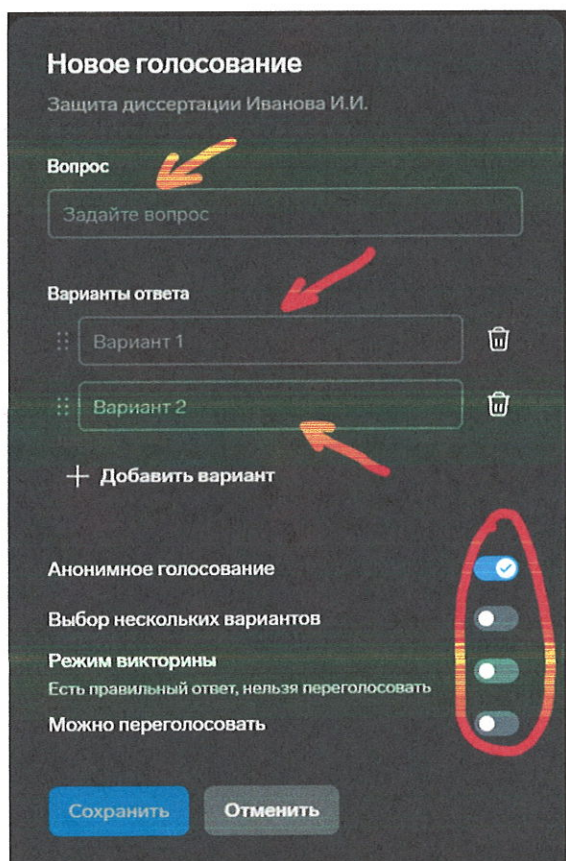 Новое голосование
Защита диссертации Иванова И.И.
Вопрос
Задайте вопрос
Варианты ответа
Вариант 1
Вариант 2
Добавить вариант
Анонимное голосование
Выбор нескольких вариантов
Режим викторины
Есть правильный ответ, нельзя переголосовать
Можно переголосовать
Сохранить Отменить